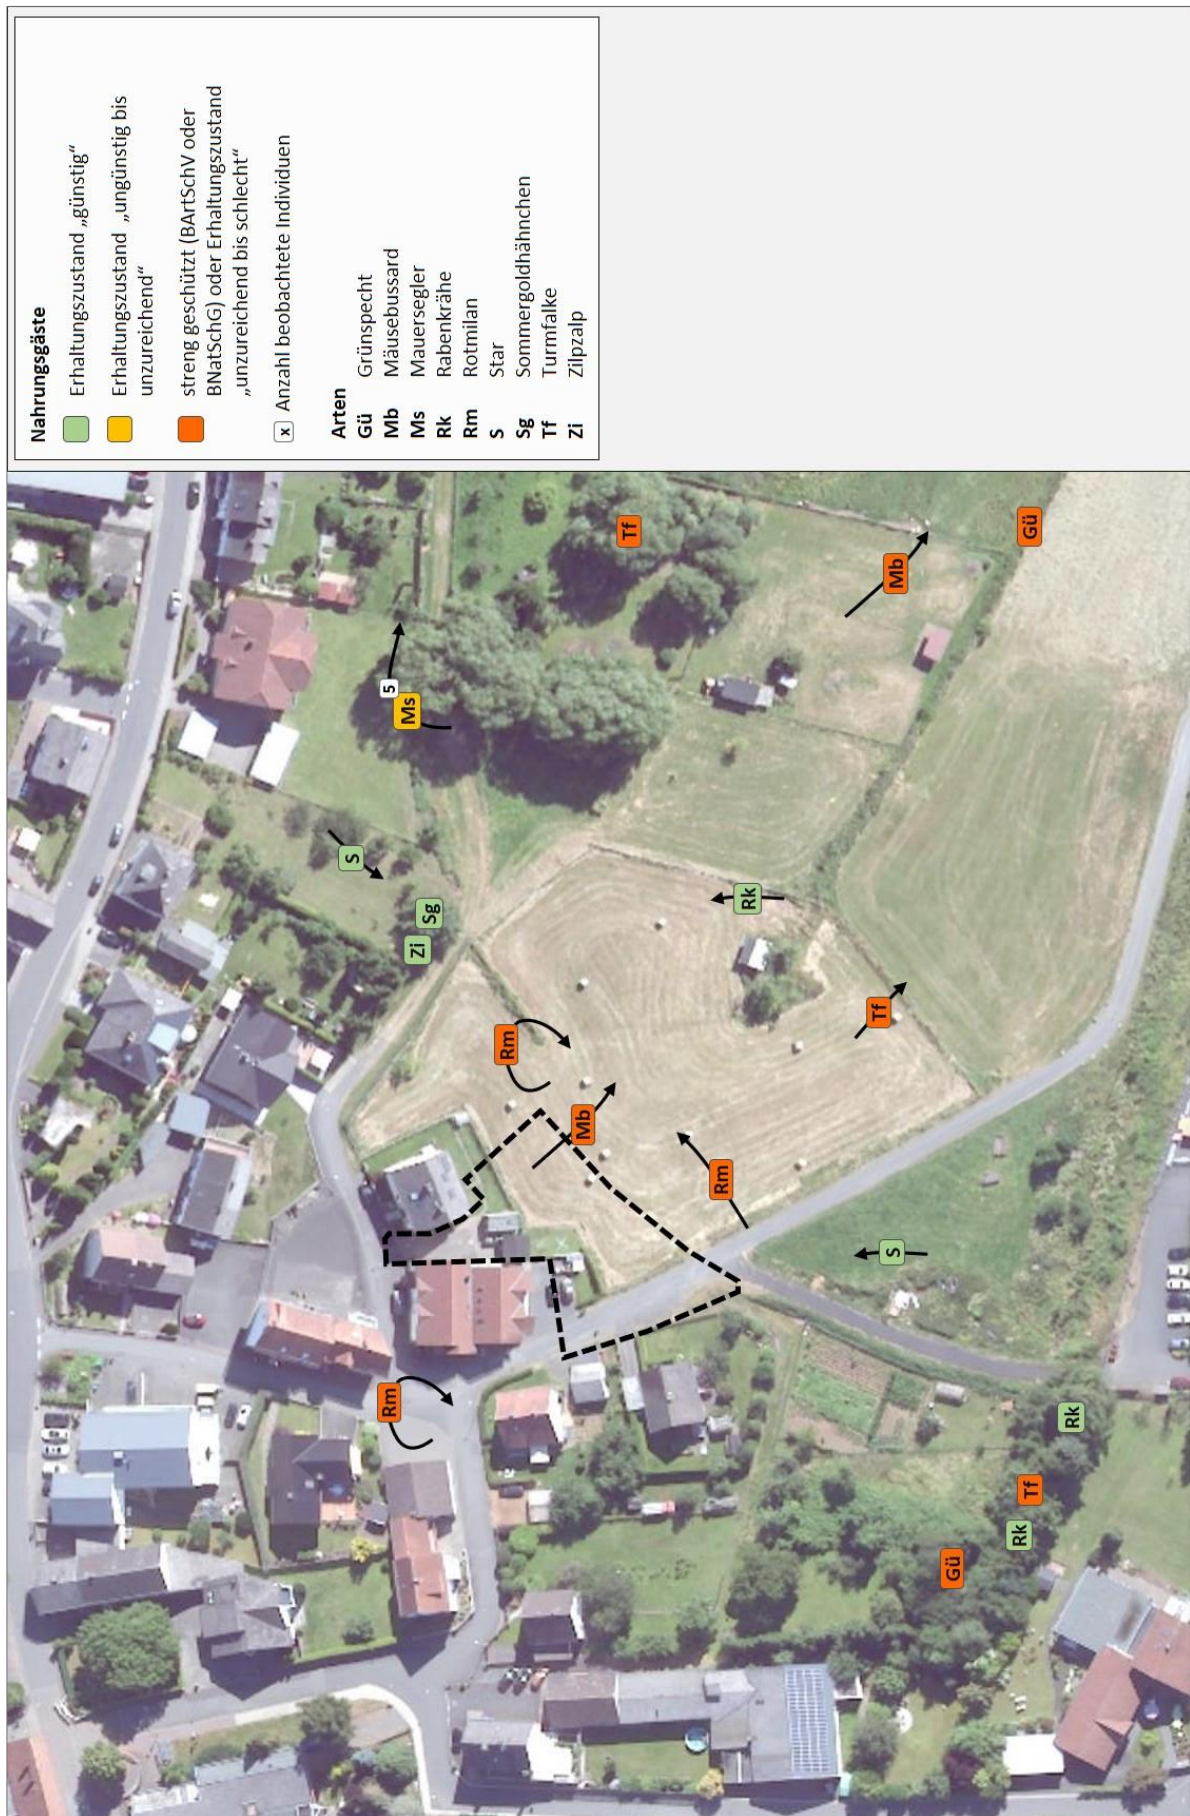 Nahrungsgäste
Erhaltungszustand „günstig“
Erhaltungszustand „ungünstig bis
unzureichend“
streng geschützt (BArtSchV oder
BNatSchG) oder Erhaltungszustand
„unzureichend bis schlecht“
x Anzahl beobachtete Individuen
Arten
Gü Grünspecht
Mb Mäusebussard
Ms Mauersegler
Rk Rabenkrähe
Rm Rotmilan
S Star
Sg Sommergoldhähnchen
Tf Turmfalke
Zi Zilpzalp
Rm
S
Zi
Sg
Ms
5
Rm
Mb
Tf
Rm
Rk
Mb
S
Tf
Gü
Gü
Rk
Tf
Rk